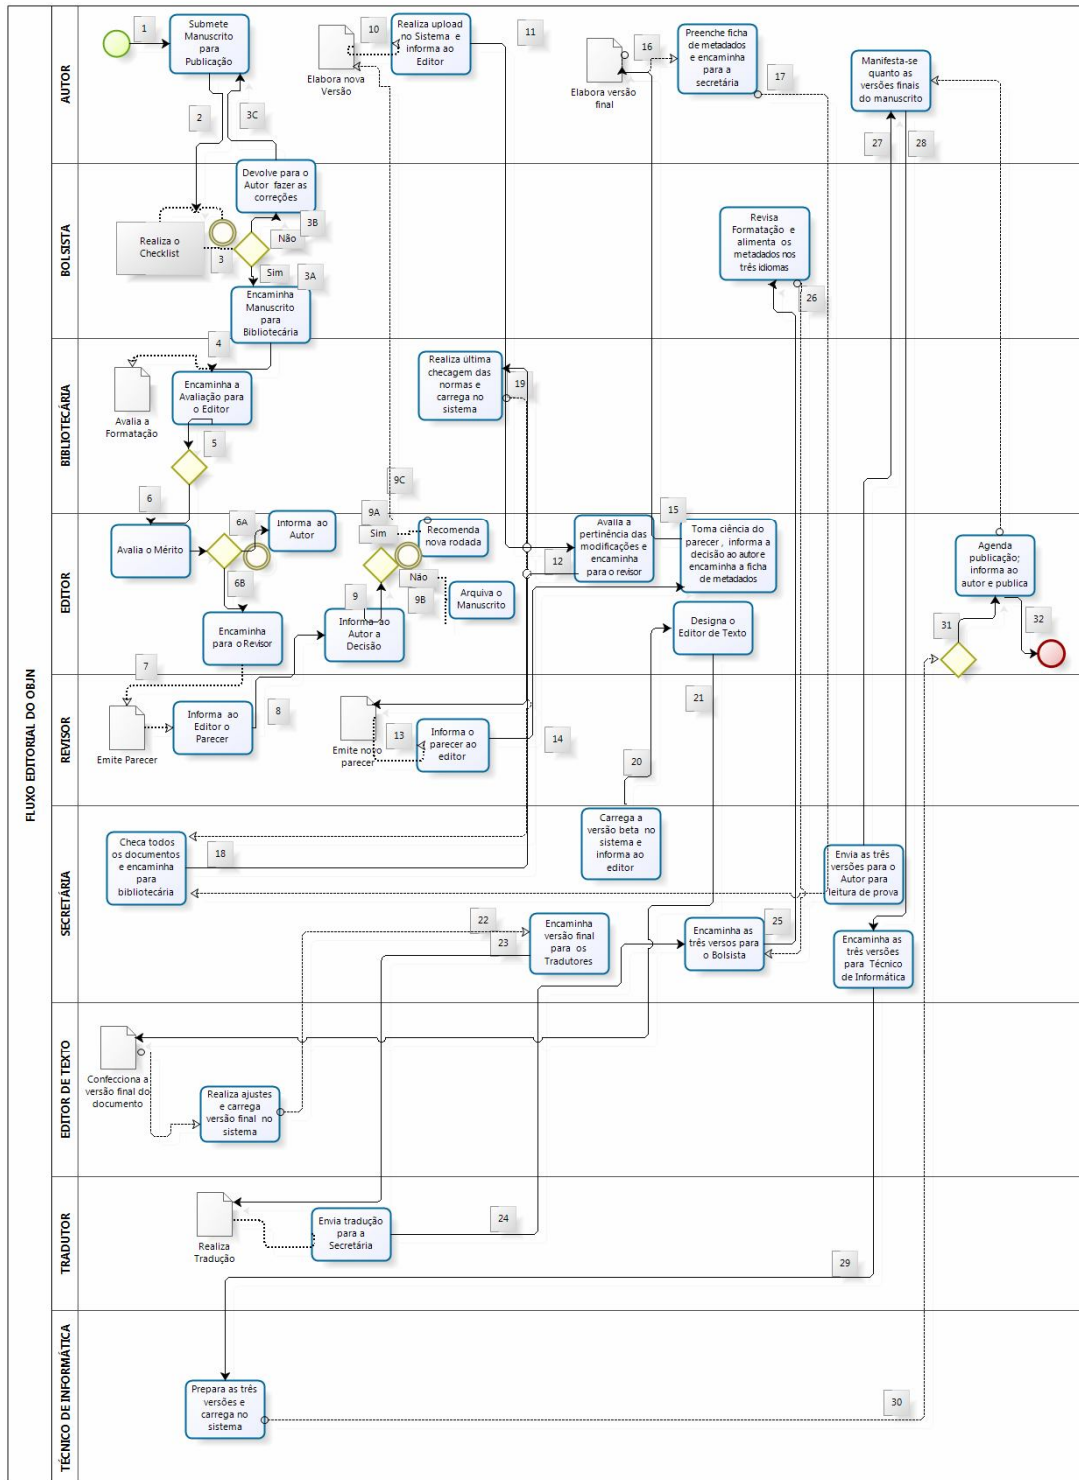 FLUXO EDITORIAL DO OBJN
AUTOR
1
Submete
Manuscrito
para
Publicação
2
3C
Elabora nova
Versão
10
Realiza upload
no Sistema e
informa ao
Editor
11
Elabora versão
final
16
Preenche ficha
de metadados
e encaminha
para a
secretária
17
Manifesta-se
quanto as
versões finais
do manuscrito
27
28
BOLSISTA
Devolve para o
Autor fazer as
correções
Realiza o
Checklist
3
3B
Não
Sim
3A
Encaminha
Manuscrito
para
Bibliotecária
Revisa
Formatação e
alimenta os
metadados nos
três idiomas
26
BIBLIOTECÁRIA
4
Avalia a
Formatação
Encaminha a
Avaliação para
o Editor
5
6
Realiza última
checagem das
normas e
carrega no
sistema
19
9C
EDITOR
Avalia o Mérito
6A
Informa ao
Autor
6B
Encaminha
para o Revisor
9A
Sim
Recomenda
nova rodada
Não
9B
Arquiva o
Manuscrito
9
Informa ao
Autor a
Decisão
12
Avalia a
pertinência das
modificações e
encaminha
para o revisor
15
Toma ciência do
parecer , informa a
decisão ao autor e
encaminha a ficha
de metadados
Designa o
Editor de Texto
Agenda
publicação;
informa ao
autor e publica
31
32
REVISOR
7
Emite Parecer
Informa ao
Editor o
Parecer
8
Emite novo
parecer
13
Informa o
parecer ao
editor
14
20
21
SECRETÁRIA
Checa todos
os documentos
e encaminha
para
bibliotecária
18
Carrega a
versão beta no
sistema e
informa ao
editor
Envia as três
versões para o
Autor para
leitura de prova
22
23
Encaminha
versão final
para os
Tradutores
Encaminha as
três versos para
o Bolsista
25
Encaminha as
três versões
para Técnico
de Informática
EDITOR DE TEXTO
Confecciona a
versão final do
documento
Realiza ajustes
e carrega
versão final no
sistema
TRADUTOR
Realiza
Tradução
Envia tradução
para a
Secretária
24
29
TÉCNICO DE INFORMÁTICA
Prepara as três
versões e
carrega no
sistema
30